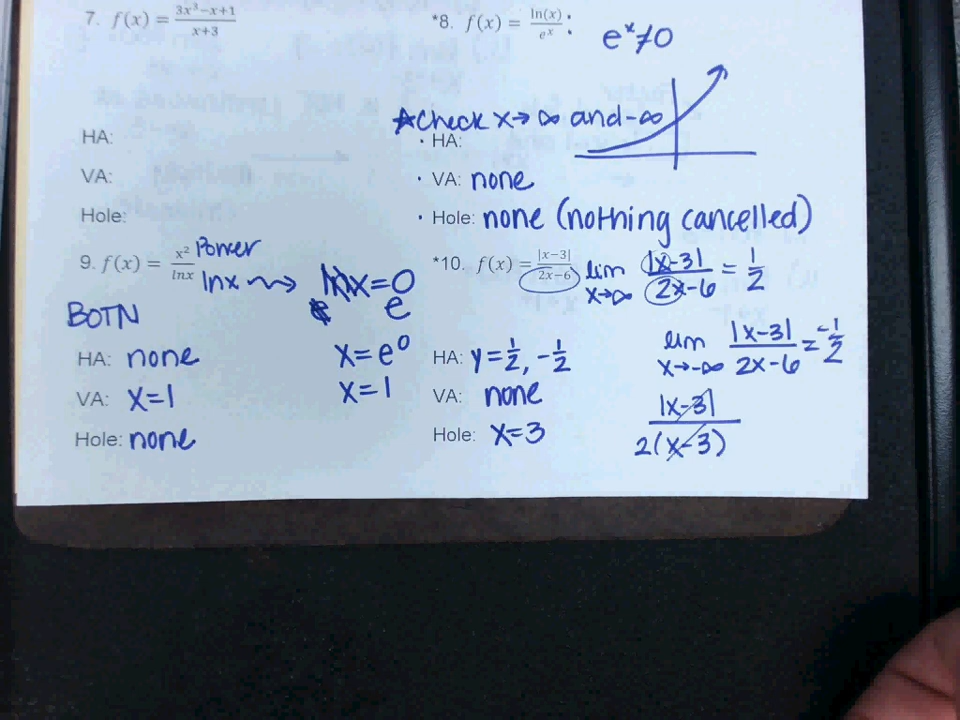 7. f(x) = (3x³−x+1)/(x+3)
HA:
VA:
Hole:
*8. f(x) = ln(x)/eˣ :
eˣ≠0
*Check x→∞ and -∞
• HA:
• VA: none
• Hole: none (nothing cancelled)
9. f(x) = x²/lnx Power
lnx
lnx=0
e e
x=e⁰
x=1
BOTN
HA: none
VA: x=1
Hole: none
*10. f(x) = |x−3|/(2x−6)
lim x→∞ |x-3|/(2x-6) = 1/2
lim x→-∞ |x-3|/(2x-6) = -1/2
|x-3|/2(x-3)
HA: y=1/2, -1/2
VA: none
Hole: x=3